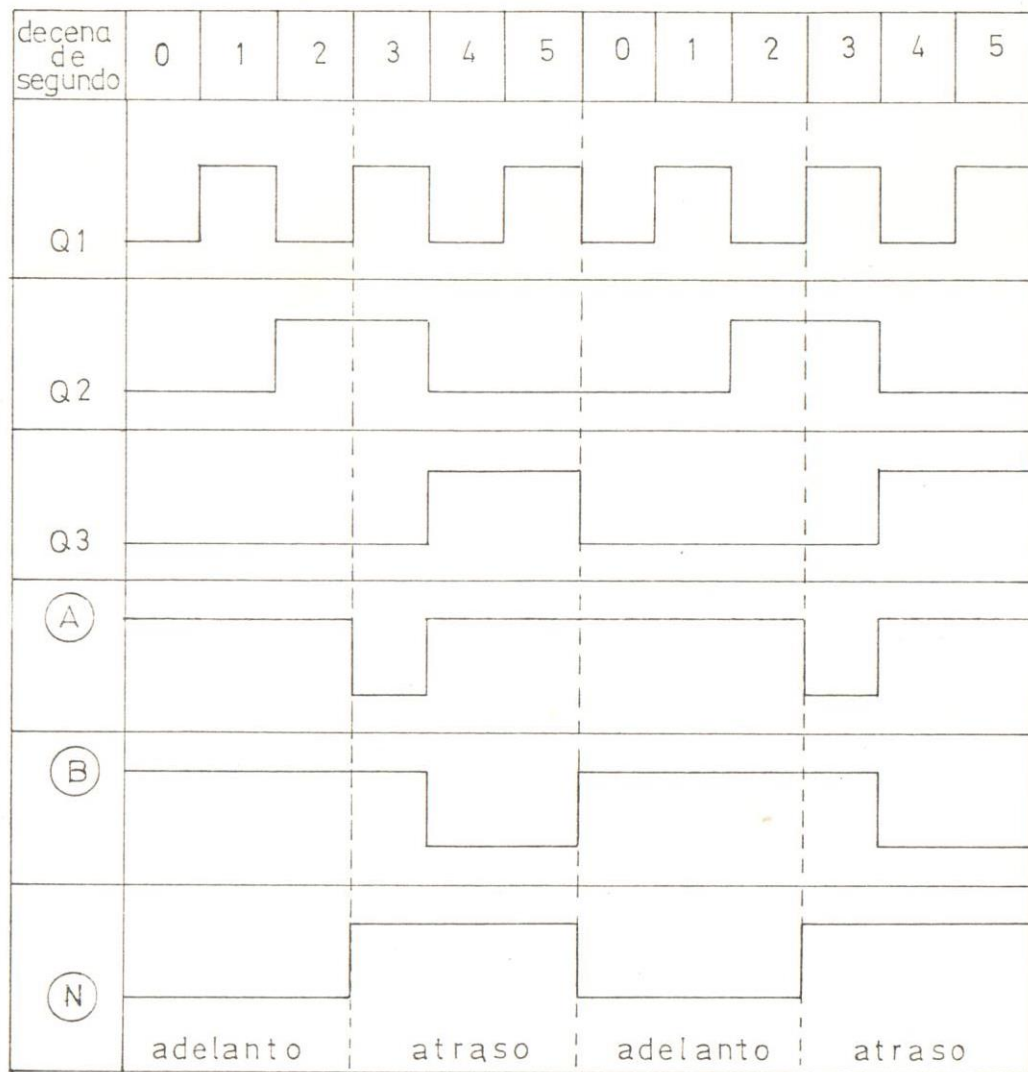 decena
de
segundo
0 1 2 3 4 5 0 1 2 3 4 5
Q1
Q2
Q3
A
B
N
adelanto atraso adelanto atraso